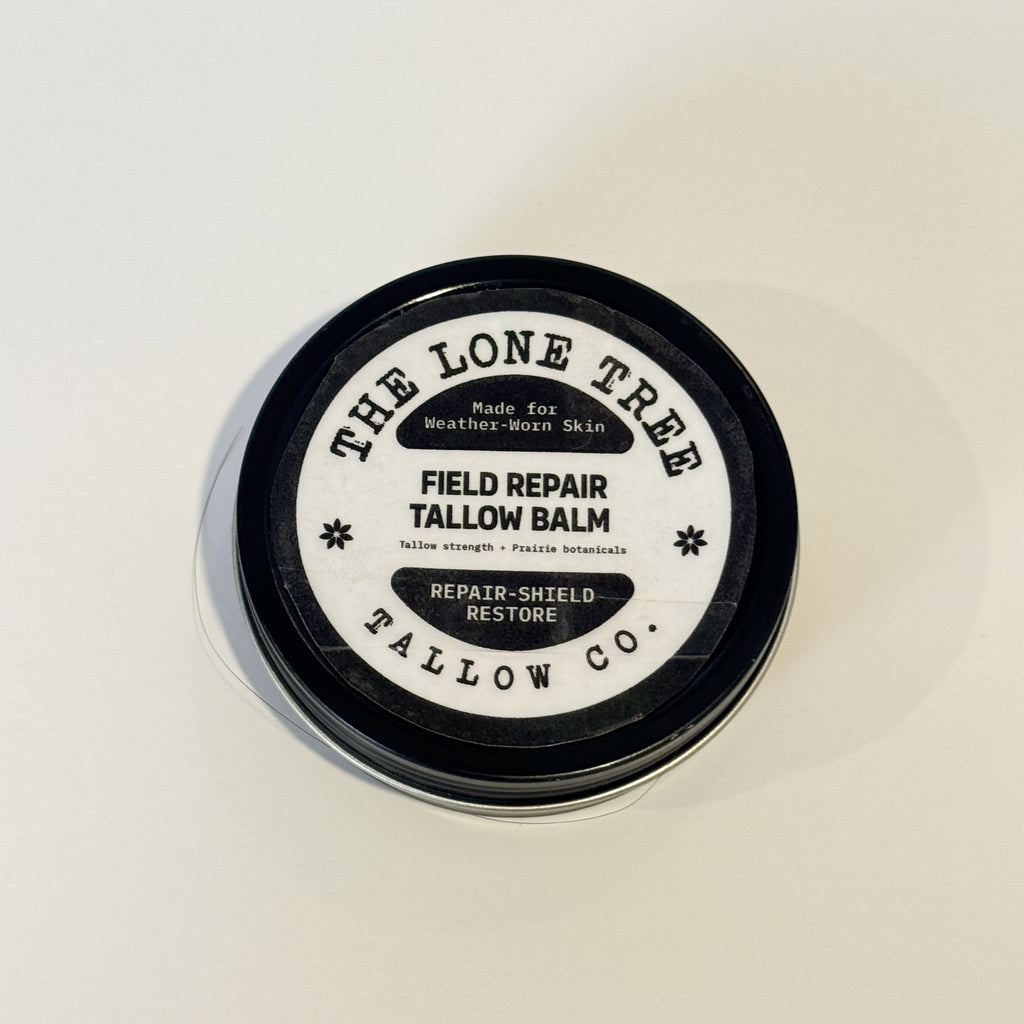 THE LONE TREE
Made for
Weather-Worn Skin
FIELD REPAIR
TALLOW BALM
Tallow strength + Prairie botanicals
REPAIR-SHIELD
RESTORE
TALLOW CO.